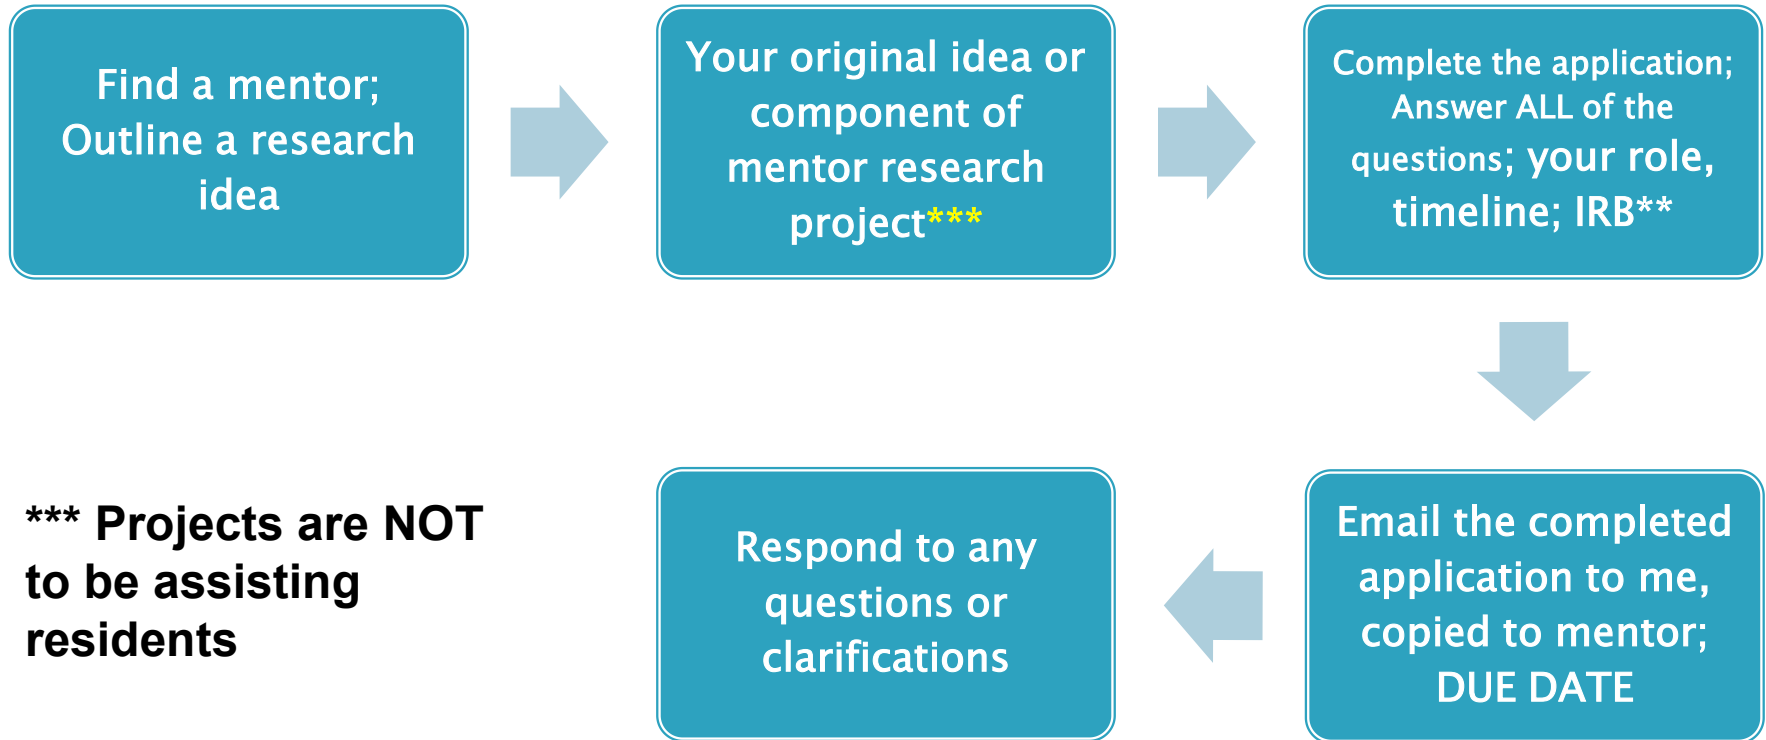 Find a mentor;
Outline a research
idea
Your original idea or
component of
mentor research
project***
Complete the application;
Answer ALL of the
questions; your role,
timeline; IRB**
Email the completed
application to me,
copied to mentor;
DUE DATE
Respond to any
questions or
clarifications
*** Projects are NOT
to be assisting
residents